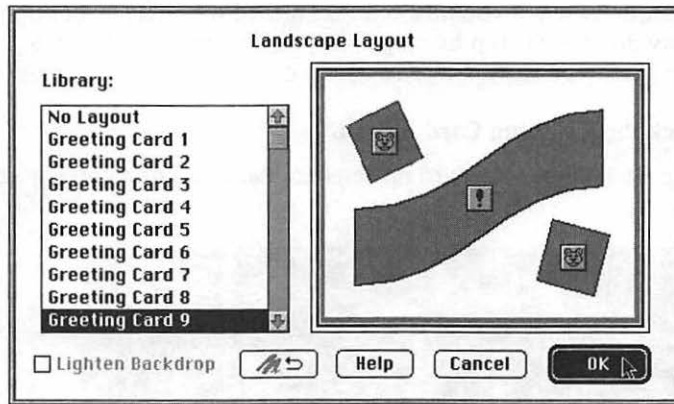 Landscape Layout
Library:
No Layout
Greeting Card 1
Greeting Card 2
Greeting Card 3
Greeting Card 4
Greeting Card 5
Greeting Card 6
Greeting Card 7
Greeting Card 8
Greeting Card 9
!
Lighten Backdrop
Help
Cancel
OK